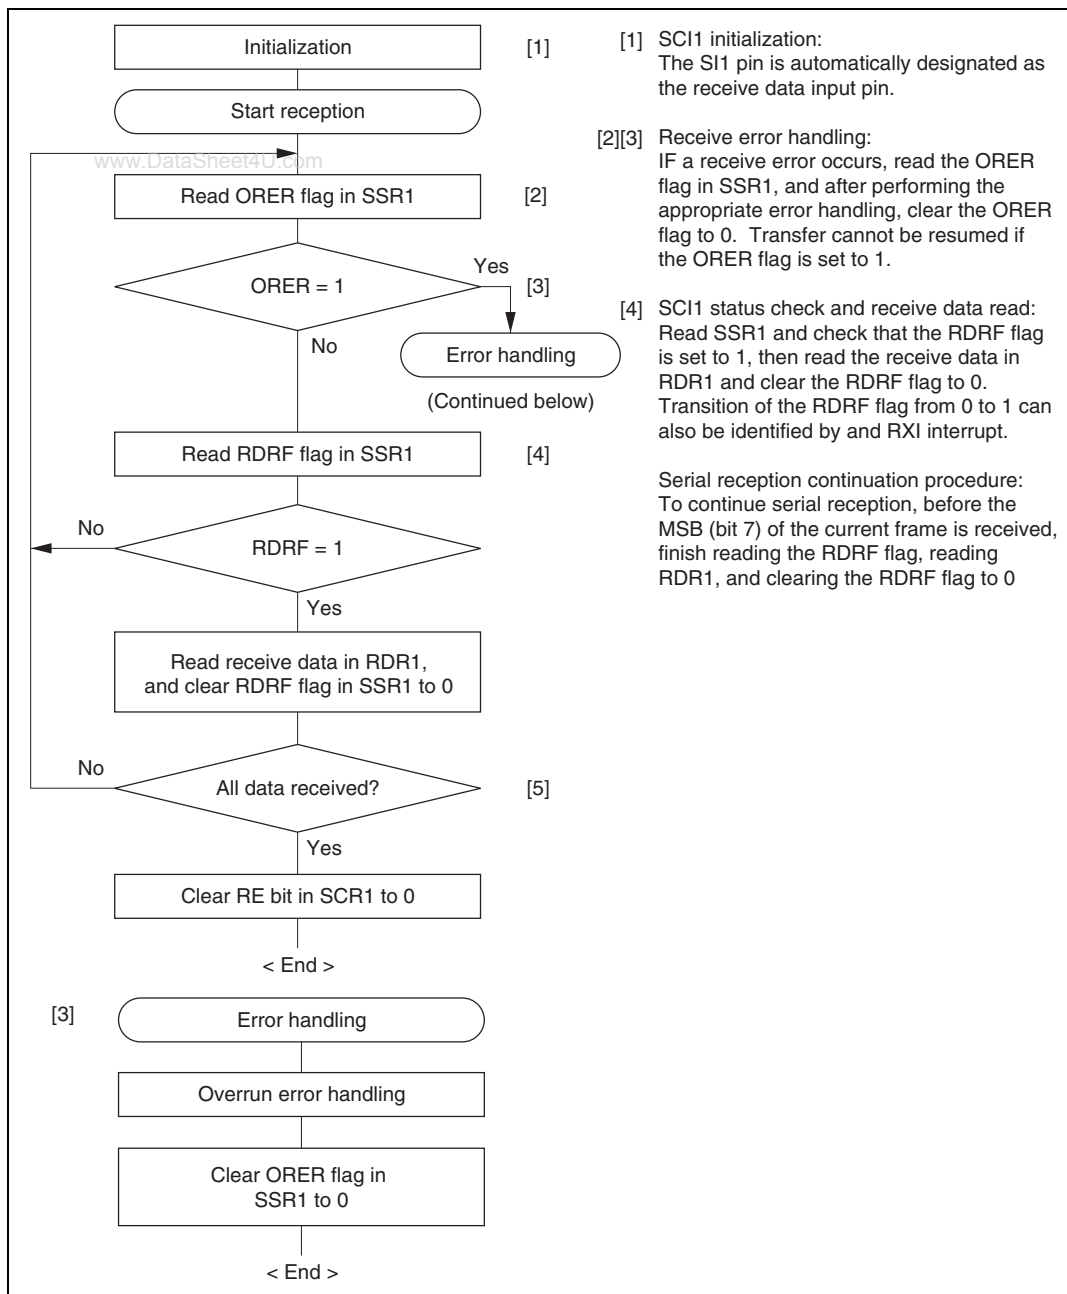 Initialization
[1]
Start reception
www.DataSheet4U.com
Read ORER flag in SSR1
[2]
ORER = 1
Yes
[3]
No
Error handling
(Continued below)
Read RDRF flag in SSR1
[4]
No
RDRF = 1
Yes
Read receive data in RDR1,
and clear RDRF flag in SSR1 to 0
No
All data received?
[5]
Yes
Clear RE bit in SCR1 to 0
< End >
[3]
Error handling
Overrun error handling
Clear ORER flag in
SSR1 to 0
< End >
[1] SCI1 initialization:
The SI1 pin is automatically designated as
the receive data input pin.
[2][3] Receive error handling:
IF a receive error occurs, read the ORER
flag in SSR1, and after performing the
appropriate error handling, clear the ORER
flag to 0. Transfer cannot be resumed if
the ORER flag is set to 1.
[4] SCI1 status check and receive data read:
Read SSR1 and check that the RDRF flag
is set to 1, then read the receive data in
RDR1 and clear the RDRF flag to 0.
Transition of the RDRF flag from 0 to 1 can
also be identified by and RXI interrupt.
Serial reception continuation procedure:
To continue serial reception, before the
MSB (bit 7) of the current frame is received,
finish reading the RDRF flag, reading
RDR1, and clearing the RDRF flag to 0